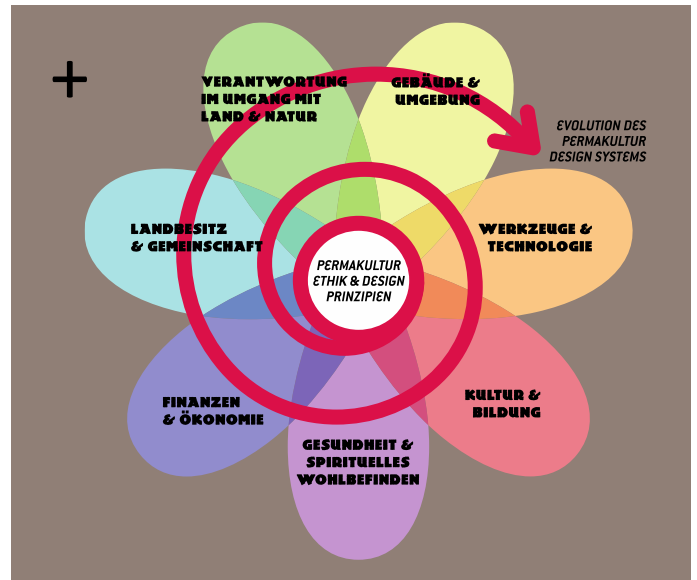 +
VERANTWORTUNG
IM UMGANG MIT
LAND & NATUR
GEBÄUDE &
UMGEBUNG
EVOLUTION DES
PERMAKULTUR
DESIGN SYSTEMS
LANDBESITZ
& GEMEINSCHAFT
WERKZEUGE &
TECHNOLOGIE
PERMAKULTUR
ETHIK & DESIGN
PRINZIPIEN
FINANZEN
& ÖKONOMIE
KULTUR &
BILDUNG
GESUNDHEIT &
SPIRITUELLES
WOHLBEFINDEN